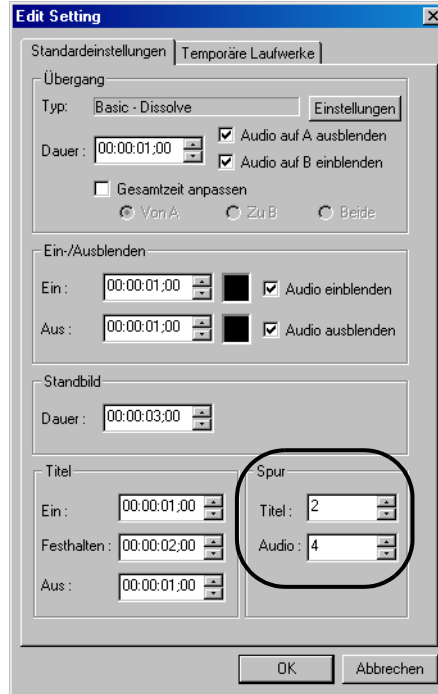 Edit Setting
Standardeinstellungen Temporäre Laufwerke
Übergang
Typ: Basic - Dissolve Einstellungen
Dauer : 00:00:01;00 Audio auf A ausblenden
Audio auf B einblenden
Gesamtzeit anpassen
Von A Zu B Beide
Ein-/Ausblenden
Ein : 00:00:01;00 Audio einblenden
Aus : 00:00:01;00 Audio ausblenden
Standbild
Dauer : 00:00:03;00
Titel
Ein : 00:00:01;00
Festhalten : 00:00:02;00
Aus : 00:00:01;00
Spur
Titel : 2
Audio : 4
OK Abbrechen